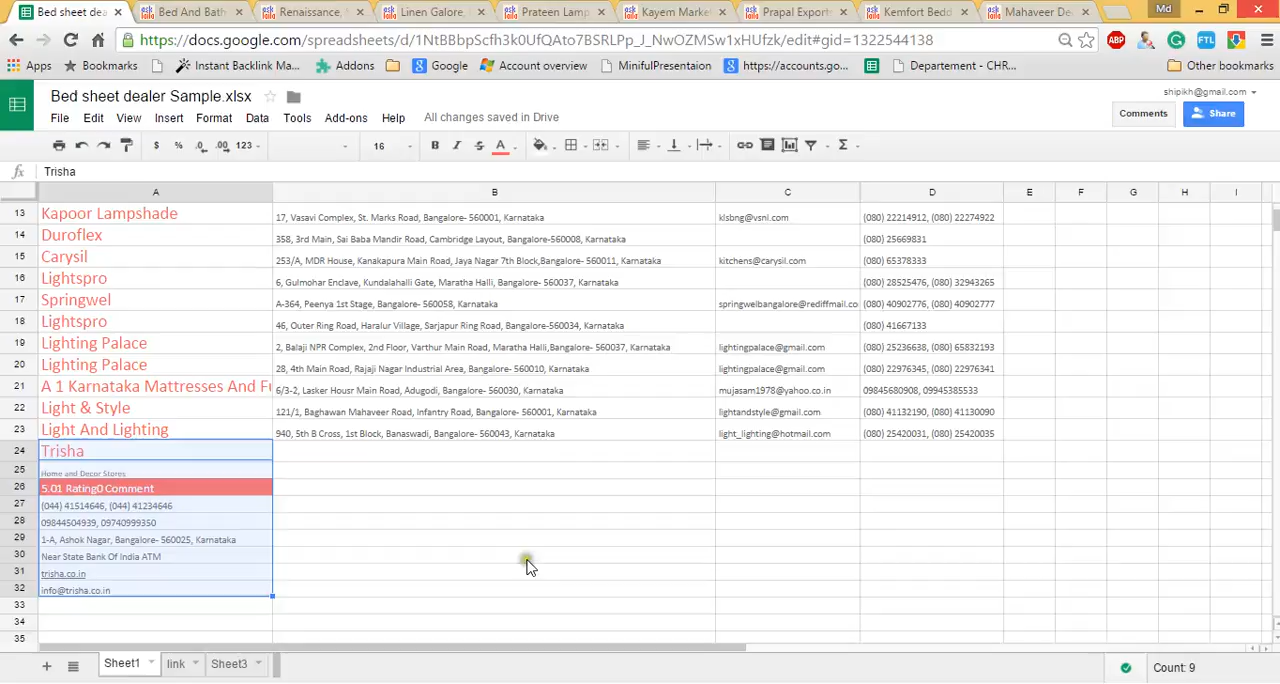 Bed sheet dea
Bed And Bath
Renaissance,
Linen Galore
Prateen Lamp
Kayem Marke
Prapal Export
Kemfort Bedd
Mahaveer De
Md
https://docs.google.com/spreadsheets/d/1NtBBbpScfh3k0UfQAto7BSRLPp_J_NwOZMSw1xHUfzk/edit#gid=1322544138
ABP
FTL
Apps
Bookmarks
Instant Backlink Ma...
Addons
Google
Account overview
MinifulPresentaion
https://accounts.go...
Departement - CHR...
Other bookmarks
Bed sheet dealer Sample.xlsx
shipikh@gmail.com
File Edit View Insert Format Data Tools Add-ons Help All changes saved in Drive
Comments
Share
$ % .0 .00 123 16 B I S A Σ
fx Trisha
A B C D E F G H I
13 Kapoor Lampshade 17, Vasavi Complex, St. Marks Road, Bangalore- 560001, Karnataka klsbng@vsnl.com (080) 22214912, (080) 22274922
14 Duroflex 358, 3rd Main, Sai Baba Mandir Road, Cambridge Layout, Bangalore-560008, Karnataka (080) 25669831
15 Carysil 253/A, MDR House, Kanakapura Main Road, Jaya Nagar 7th Block,Bangalore- 560011, Karnataka kitchens@carysil.com (080) 65378333
16 Lightspro 6, Gulmohar Enclave, Kundalahalli Gate, Maratha Halli, Bangalore- 560037, Karnataka (080) 28525476, (080) 32943265
17 Springwel A-364, Peenya 1st Stage, Bangalore- 560058, Karnataka springwelbangalore@rediffmail.co (080) 40902776, (080) 40902777
18 Lightspro 46, Outer Ring Road, Haralur Village, Sarjapur Ring Road, Bangalore-560034, Karnataka (080) 41667133
19 Lighting Palace 2, Balaji NPR Complex, 2nd Floor, Varthur Main Road, Maratha Halli,Bangalore- 560037, Karnataka lightingpalace@gmail.com (080) 25236638, (080) 65832193
20 Lighting Palace 28, 4th Main Road, Rajaji Nagar Industrial Area, Bangalore- 560010, Karnataka lightingpalace@gmail.com (080) 22976345, (080) 22976341
21 A 1 Karnataka Mattresses And Fu 6/3-2, Lasker Housr Main Road, Adugodi, Bangalore- 560030, Karnataka mujasam1978@yahoo.co.in 09845680908, 09945385533
22 Light & Style 121/1, Baghawan Mahaveer Road, Infantry Road, Bangalore- 560001, Karnataka lightandstyle@gmail.com (080) 41132190, (080) 41130090
23 Light And Lighting 940, 5th B Cross, 1st Block, Banaswadi, Bangalore- 560043, Karnataka light_lighting@hotmail.com (080) 25420031, (080) 25420035
24 Trisha
25 Home and Decor Stores
26 5.01 Rating0 Comment
27 (044) 41514646, (044) 41234646
28 09844504939, 09740999350
29 1-A, Ashok Nagar, Bangalore- 560025, Karnataka
30 Near State Bank Of India ATM
31 trisha.co.in
32 info@trisha.co.in
33
34
35
Sheet1 link Sheet3
Count: 9